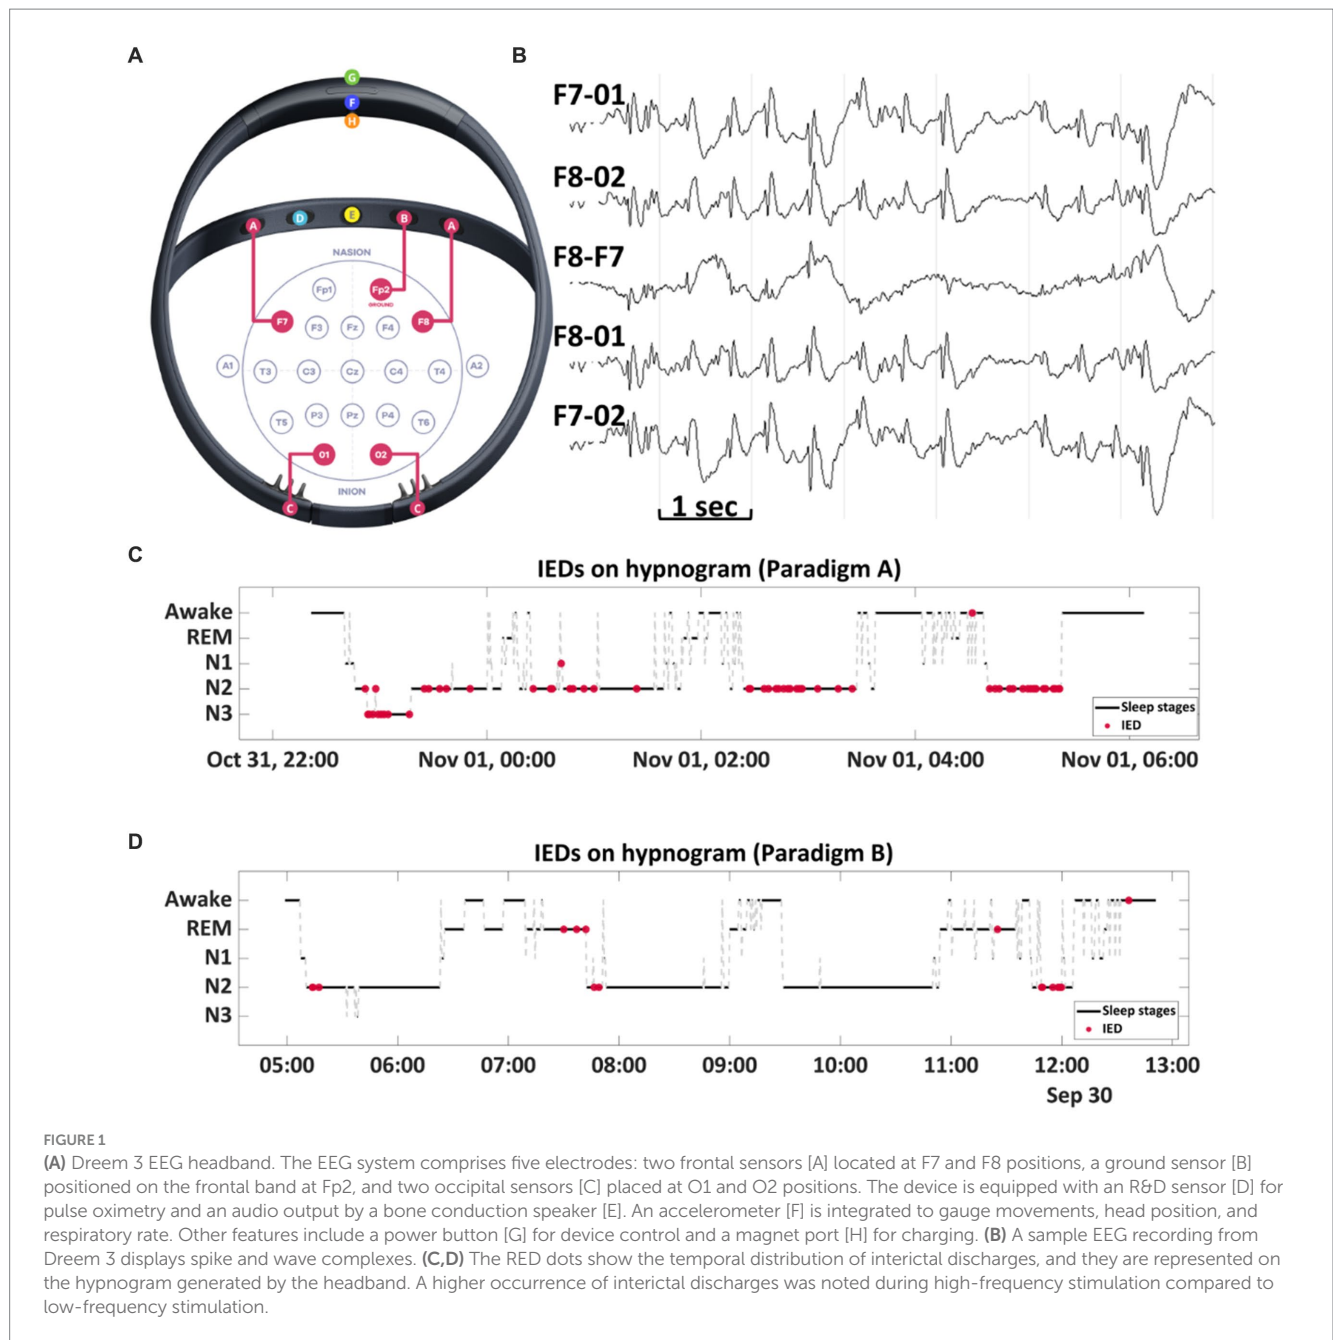 A
G
F
H
A
D
E
B
A
NASION
Fp1
Fp2
GROUND
F7
F3
Fz
F4
F8
A1
T3
C3
Cz
C4
T4
A2
T5
P3
Pz
P4
T6
O1
O2
INION
C
C
B
F7-01
F8-02
F8-F7
F8-01
F7-02
1 sec
C
IEDs on hypnogram (Paradigm A)
Awake
REM
N1
N2
N3
Sleep stages
IED
Oct 31, 22:00 Nov 01, 00:00 Nov 01, 02:00 Nov 01, 04:00 Nov 01, 06:00
D
IEDs on hypnogram (Paradigm B)
Awake
REM
N1
N2
N3
Sleep stages
IED
05:00 06:00 07:00 08:00 09:00 10:00 11:00 12:00 13:00
Sep 30
FIGURE 1
(A) Dreem 3 EEG headband. The EEG system comprises five electrodes: two frontal sensors [A] located at F7 and F8 positions, a ground sensor [B]
positioned on the frontal band at Fp2, and two occipital sensors [C] placed at O1 and O2 positions. The device is equipped with an R&D sensor [D] for
pulse oximetry and an audio output by a bone conduction speaker [E]. An accelerometer [F] is integrated to gauge movements, head position, and
respiratory rate. Other features include a power button [G] for device control and a magnet port [H] for charging. (B) A sample EEG recording from
Dreem 3 displays spike and wave complexes. (C,D) The RED dots show the temporal distribution of interictal discharges, and they are represented on
the hypnogram generated by the headband. A higher occurrence of interictal discharges was noted during high-frequency stimulation compared to
low-frequency stimulation.